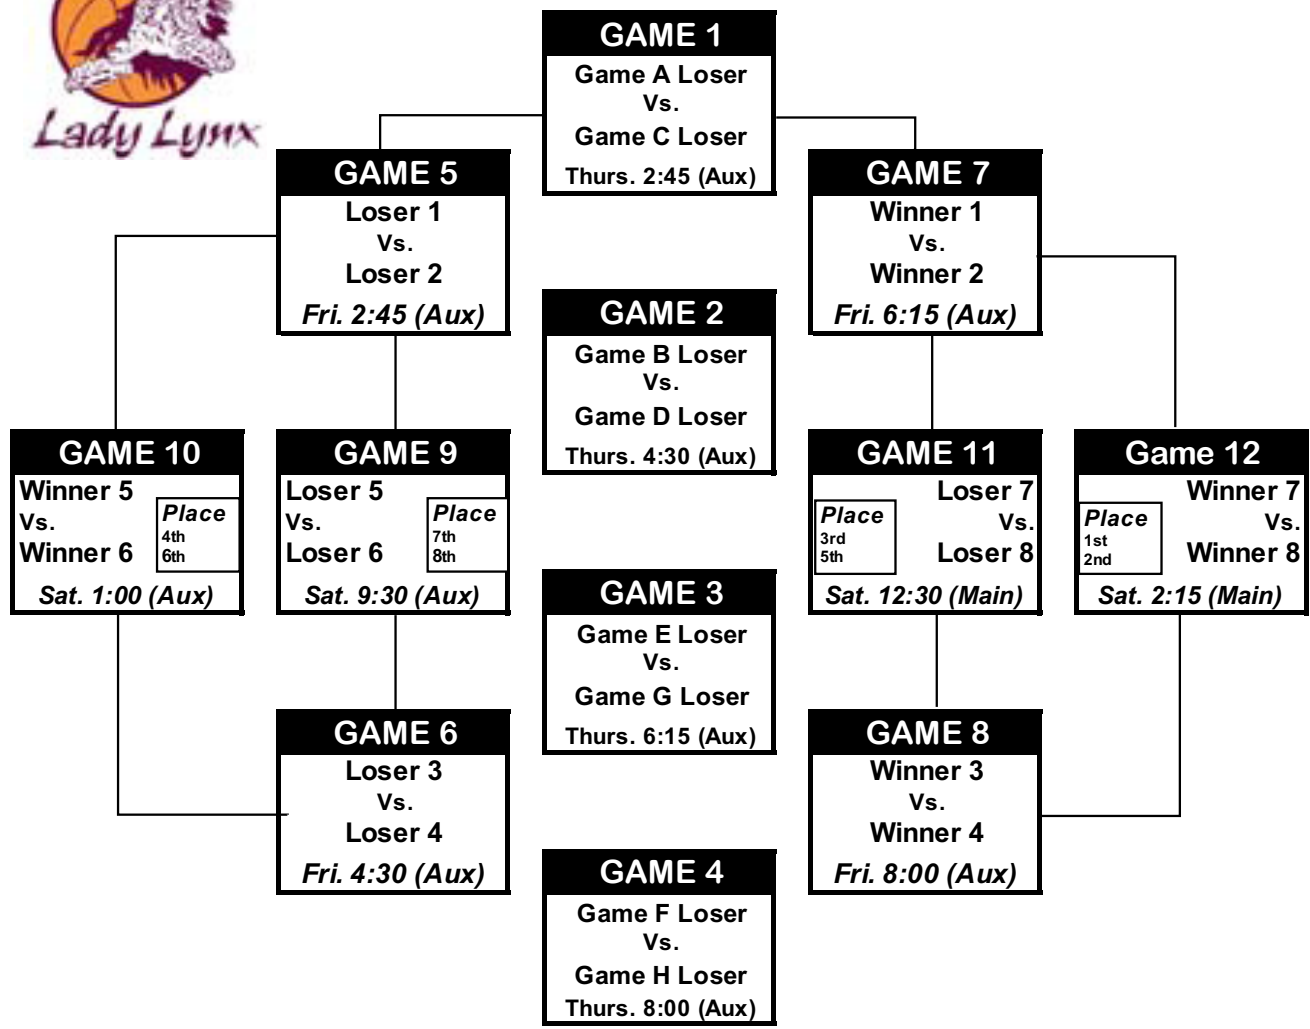 Lady Lynx
GAME 1
Game A Loser
Vs.
Game C Loser
Thurs. 2:45 (Aux)
GAME 5
Loser 1
Vs.
Loser 2
Fri. 2:45 (Aux)
GAME 7
Winner 1
Vs.
Winner 2
Fri. 6:15 (Aux)
GAME 2
Game B Loser
Vs.
Game D Loser
Thurs. 4:30 (Aux)
GAME 10
Winner 5
Vs.
Winner 6
Place
4th
6th
Sat. 1:00 (Aux)
GAME 9
Loser 5
Vs.
Loser 6
Place
7th
8th
Sat. 9:30 (Aux)
GAME 11
Loser 7
Vs.
Loser 8
Place
3rd
5th
Sat. 12:30 (Main)
Game 12
Winner 7
Vs.
Winner 8
Place
1st
2nd
Sat. 2:15 (Main)
GAME 3
Game E Loser
Vs.
Game G Loser
Thurs. 6:15 (Aux)
GAME 6
Loser 3
Vs.
Loser 4
Fri. 4:30 (Aux)
GAME 8
Winner 3
Vs.
Winner 4
Fri. 8:00 (Aux)
GAME 4
Game F Loser
Vs.
Game H Loser
Thurs. 8:00 (Aux)